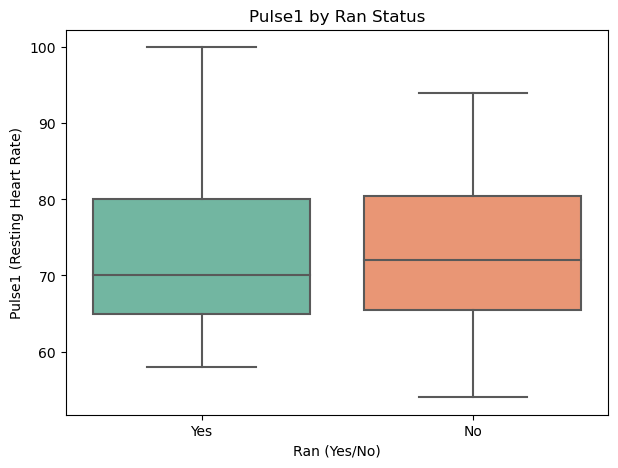 Pulse1 by Ran Status
Pulse1 (Resting Heart Rate)
100
90
80
70
60
Yes
No
Ran (Yes/No)